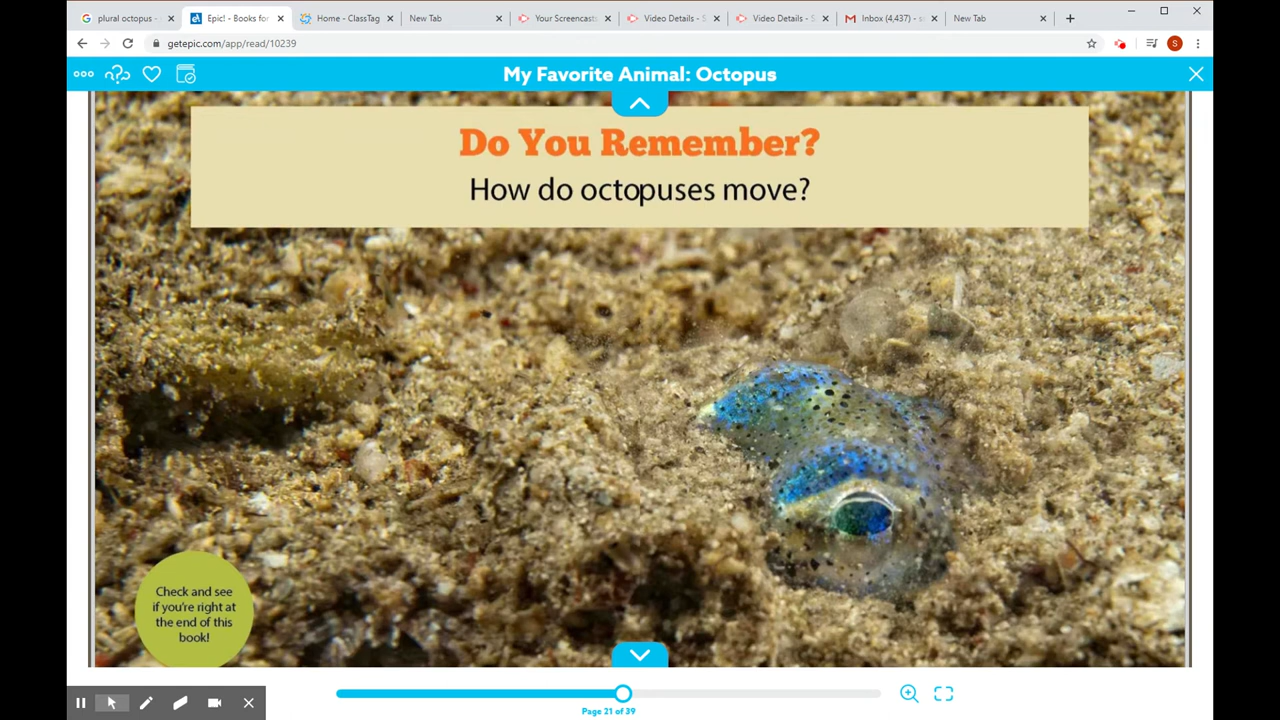 plural octopus -
Epic! - Books for
Home - ClassTag
New Tab
Your Screencasts
Video Details - S
Video Details - S
Inbox (4,437) - s
New Tab
getepic.com/app/read/10239
S
My Favorite Animal: Octopus
Do You Remember?
How do octopuses move?
Check and see
if you're right at
the end of this
book!
Page 21 of 39